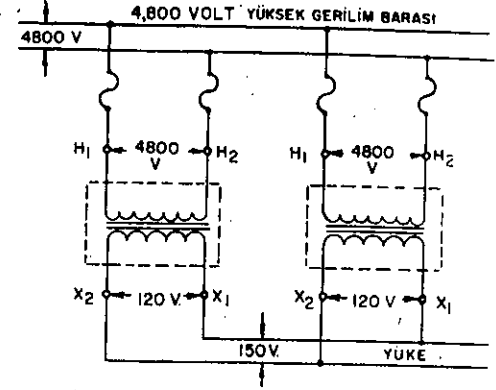 4,800 VOLT YÜKSEK GERİLİM BARASI
4800 V
H1 4800 V H2
H1 4800 V H2
X2 120 V. X1
X2 120 V. X1
150V.
YÜKE